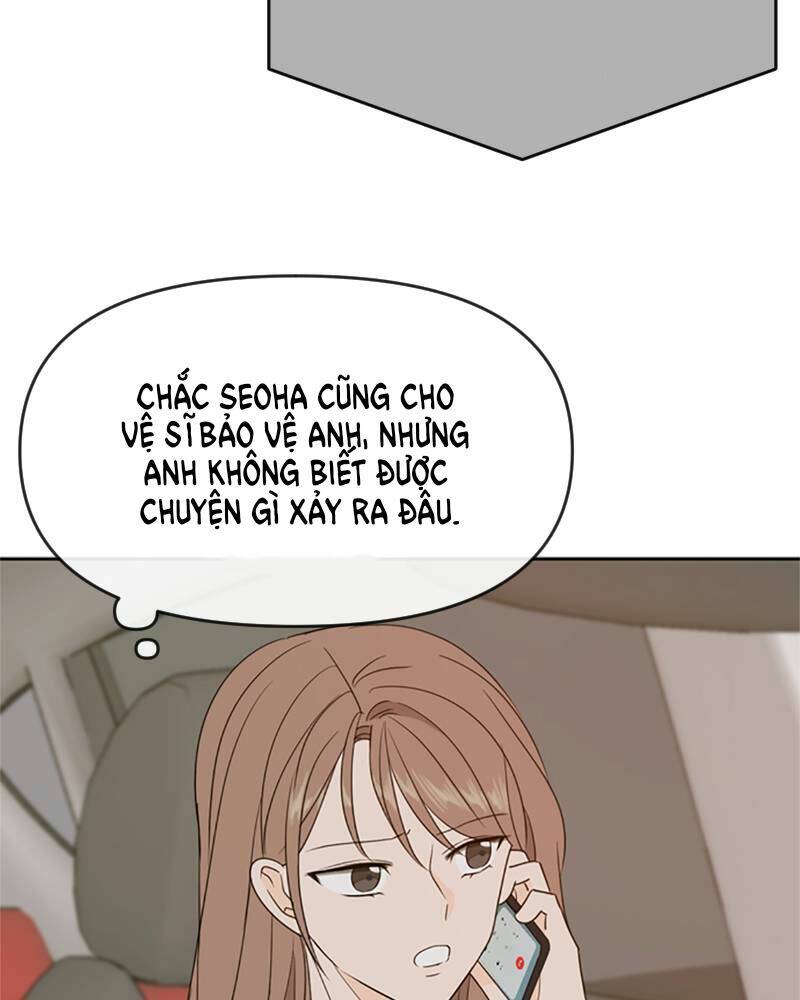 CHẮC SEOHA CŨNG CHO
VỆ SĨ BẢO VỆ ANH, NHƯNG
ANH KHÔNG BIẾT ĐƯỢC
CHUYỆN GÌ XẢY RA ĐÂU.